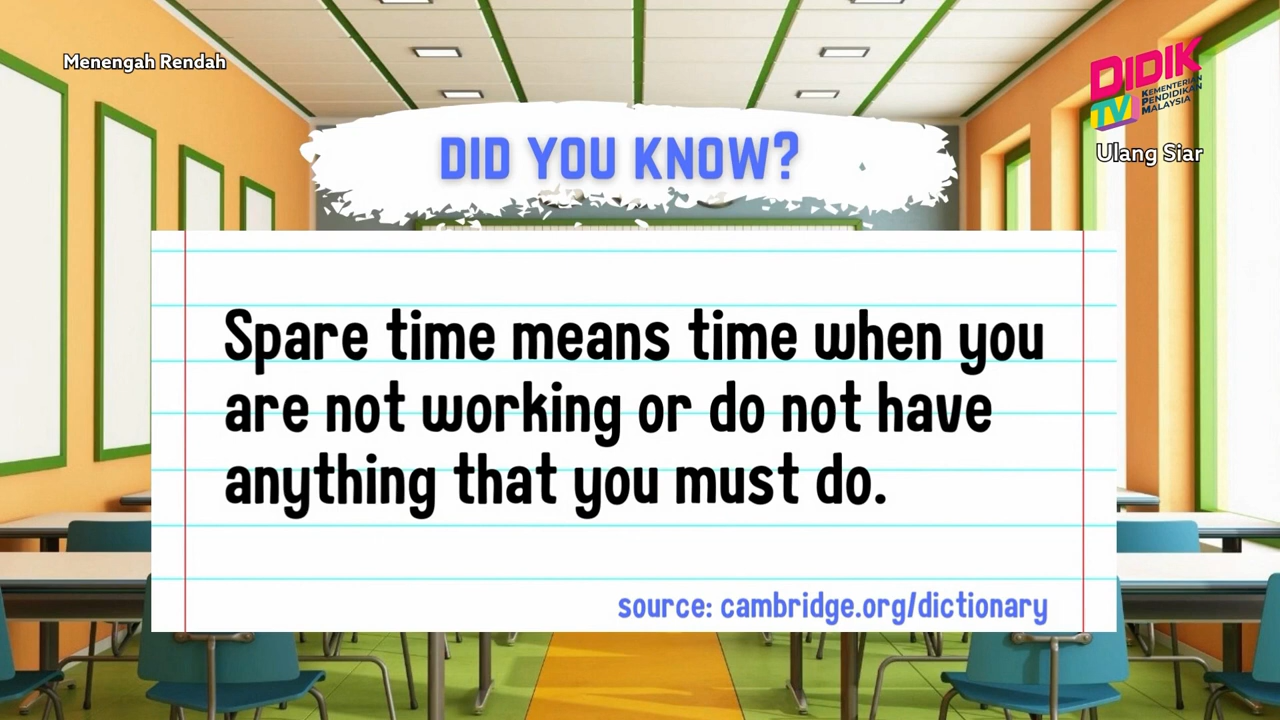 Menengah Rendah
DIDIK
TV
KEMENTERIAN
PENDIDIKAN
MALAYSIA
Ulang Siar
DID YOU KNOW?
Spare time means time when you
are not working or do not have
anything that you must do.
source: cambridge.org/dictionary